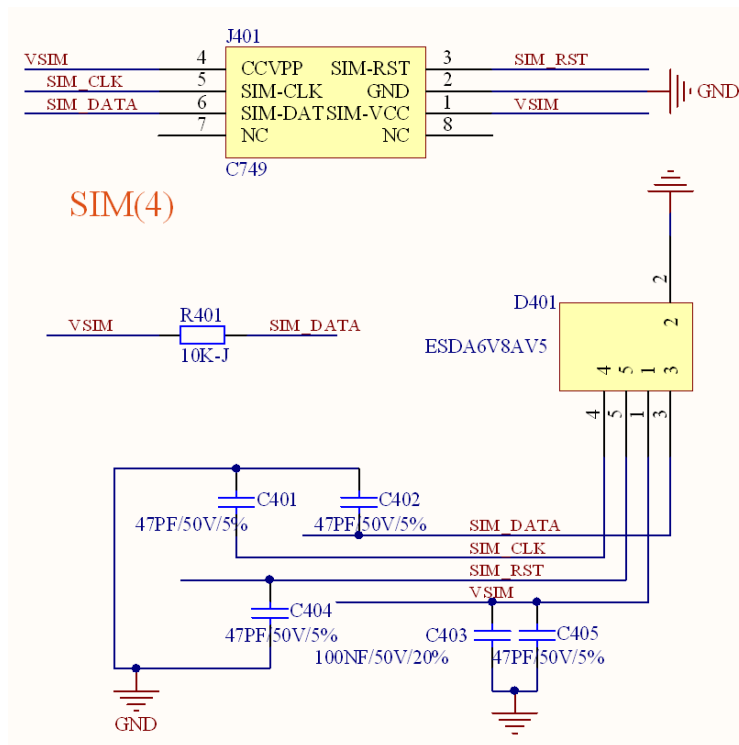 J401
VSIM 4 CCVPP SIM-RST 3 SIM_RST
SIM_CLK 5 SIM-CLK GND 2 GND
SIM_DATA 6 SIM-DAT SIM-VCC 1 VSIM
7 NC NC 8
C749
SIM(4)
2
D401
2
ESDA6V8AV5
4 5 1 3
4 5 1 3
VSIM R401 SIM_DATA
10K-J
C401 C402
47PF/50V/5% 47PF/50V/5% SIM_DATA
SIM_CLK
SIM_RST
VSIM
C404
47PF/50V/5%
C403 C405
100NF/50V/20% 47PF/50V/5%
GND